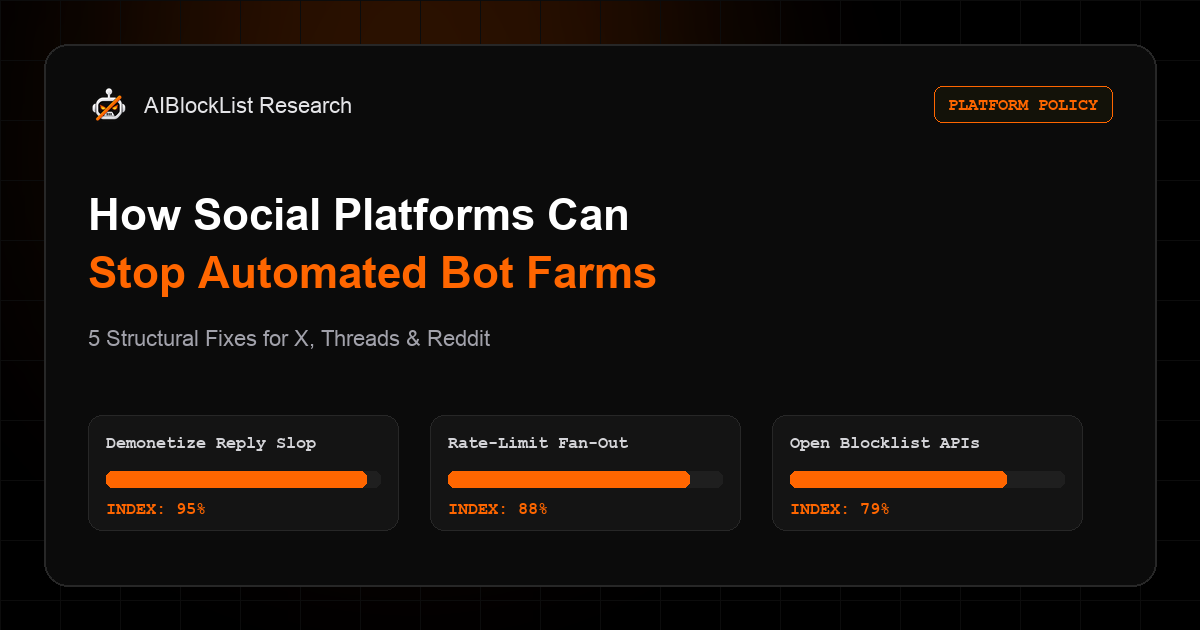 AIBlockList Research
PLATFORM POLICY
How Social Platforms Can
Stop Automated Bot Farms
5 Structural Fixes for X, Threads & Reddit
Demonetize Reply Slop
INDEX: 95%
Rate-Limit Fan-Out
INDEX: 88%
Open Blocklist APIs
INDEX: 79%